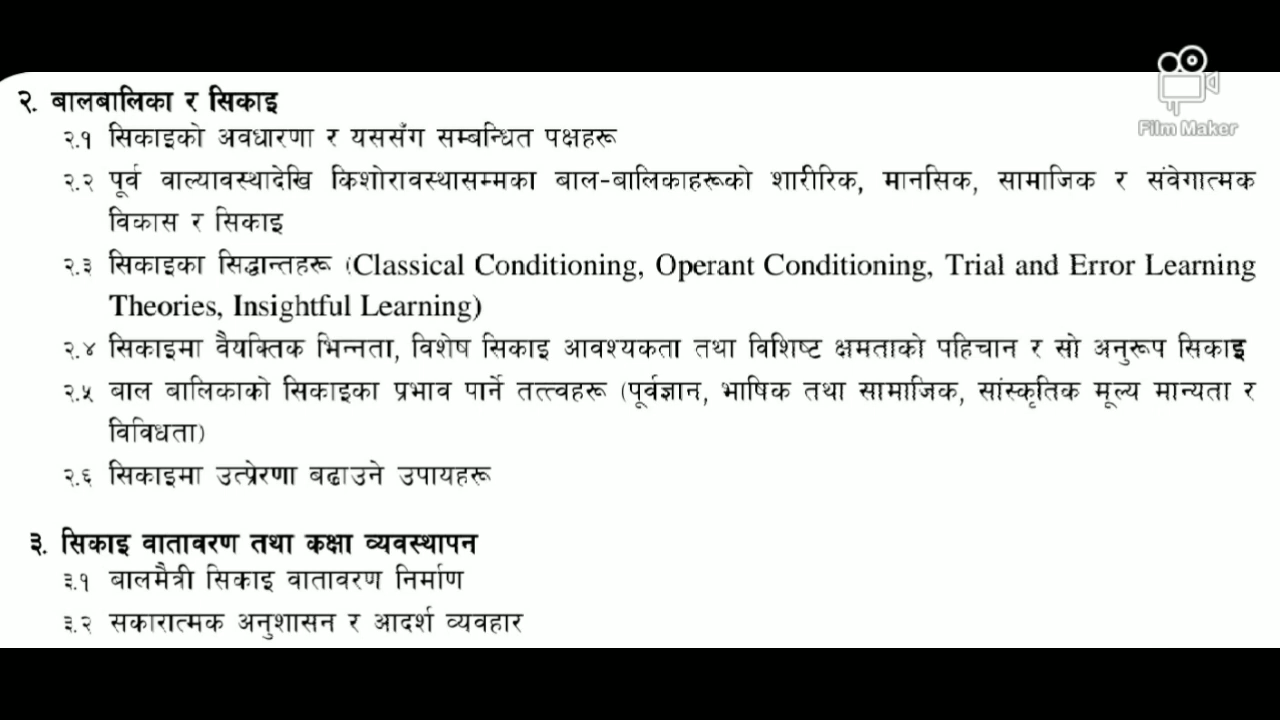 Film Maker
२. बालबालिका र सिकाइ
२.१ सिकाइको अवधारणा र यससँग सम्बन्धित पक्षहरू
२.२ पूर्व वाल्यावस्थादेखि किशोरावस्थासम्मका बाल-बालिकाहरूको शारीरिक, मानसिक, सामाजिक र संवेगात्मक
विकास र सिकाइ
२.३ सिकाइका सिद्धान्तहरू (Classical Conditioning, Operant Conditioning, Trial and Error Learning
Theories, Insightful Learning)
२.४ सिकाइमा वैयक्तिक भिन्नता, विशेष सिकाइ आवश्यकता तथा विशिष्ट क्षमताको पहिचान र सो अनुरूप सिकाइ
२.५ बाल बालिकाको सिकाइका प्रभाव पार्ने तत्त्वहरू (पूर्वज्ञान, भाषिक तथा सामाजिक, सांस्कृतिक मूल्य मान्यता र
विविधता)
२.६ सिकाइमा उत्प्रेरणा बढाउने उपायहरू
३. सिकाइ वातावरण तथा कक्षा व्यवस्थापन
३.१ बालमैत्री सिकाइ वातावरण निर्माण
३.२ सकारात्मक अनुशासन र आदर्श व्यवहार